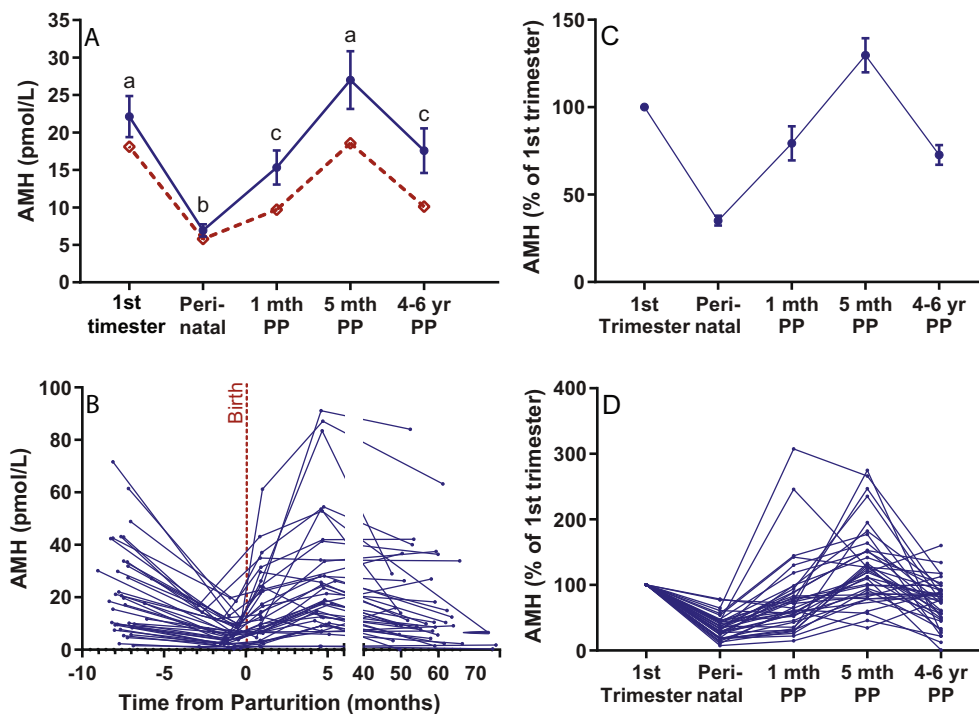 A
AMH (pmol/L)
35
30
25
20
15
10
5
0
a
b
c
a
c
1st Peri- 1 mth 5 mth 4-6 yr
timester natal PP PP PP
C
AMH (% of 1st trimester)
150
100
50
0
1st Peri- 1 mth 5 mth 4-6 yr
Trimester natal PP PP PP
B
AMH (pmol/L)
100
80
60
40
20
0
Birth
-10 -5 0 5 40 50 60 70
Time from Parturition (months)
D
AMH (% of 1st trimester)
400
300
200
100
0
1st Peri- 1 mth 5 mth 4-6 yr
Trimester natal PP PP PP